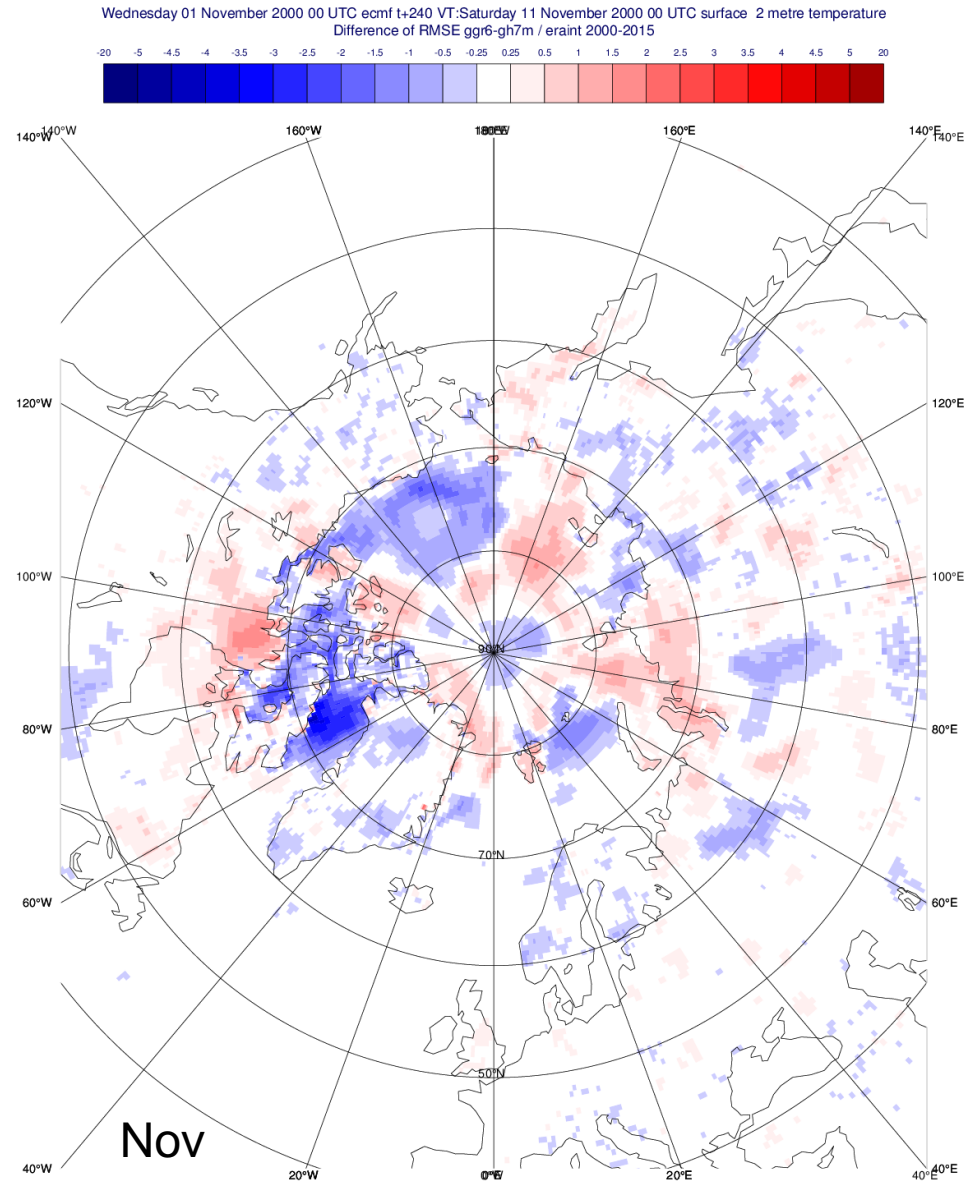 Wednesday 01 November 2000 00 UTC ecmf t+240 VT:Saturday 11 November 2000 00 UTC surface 2 metre temperature
Difference of RMSE ggr6-gh7m / eraint 2000-2015
-20 -5 -4.5 -4 -3.5 -3 -2.5 -2 -1.5 -1 -0.5 -0.25 0.25 0.5 1 1.5 2 2.5 3 3.5 4 4.5 5 20
140°W 140°W 160°W 160°E 140°E 140°E
120°W 120°E
100°W 100°E
90°N
80°W 80°E
70°N
60°W 60°E
50°N
Nov
40°W 20°W 20°E 40°E